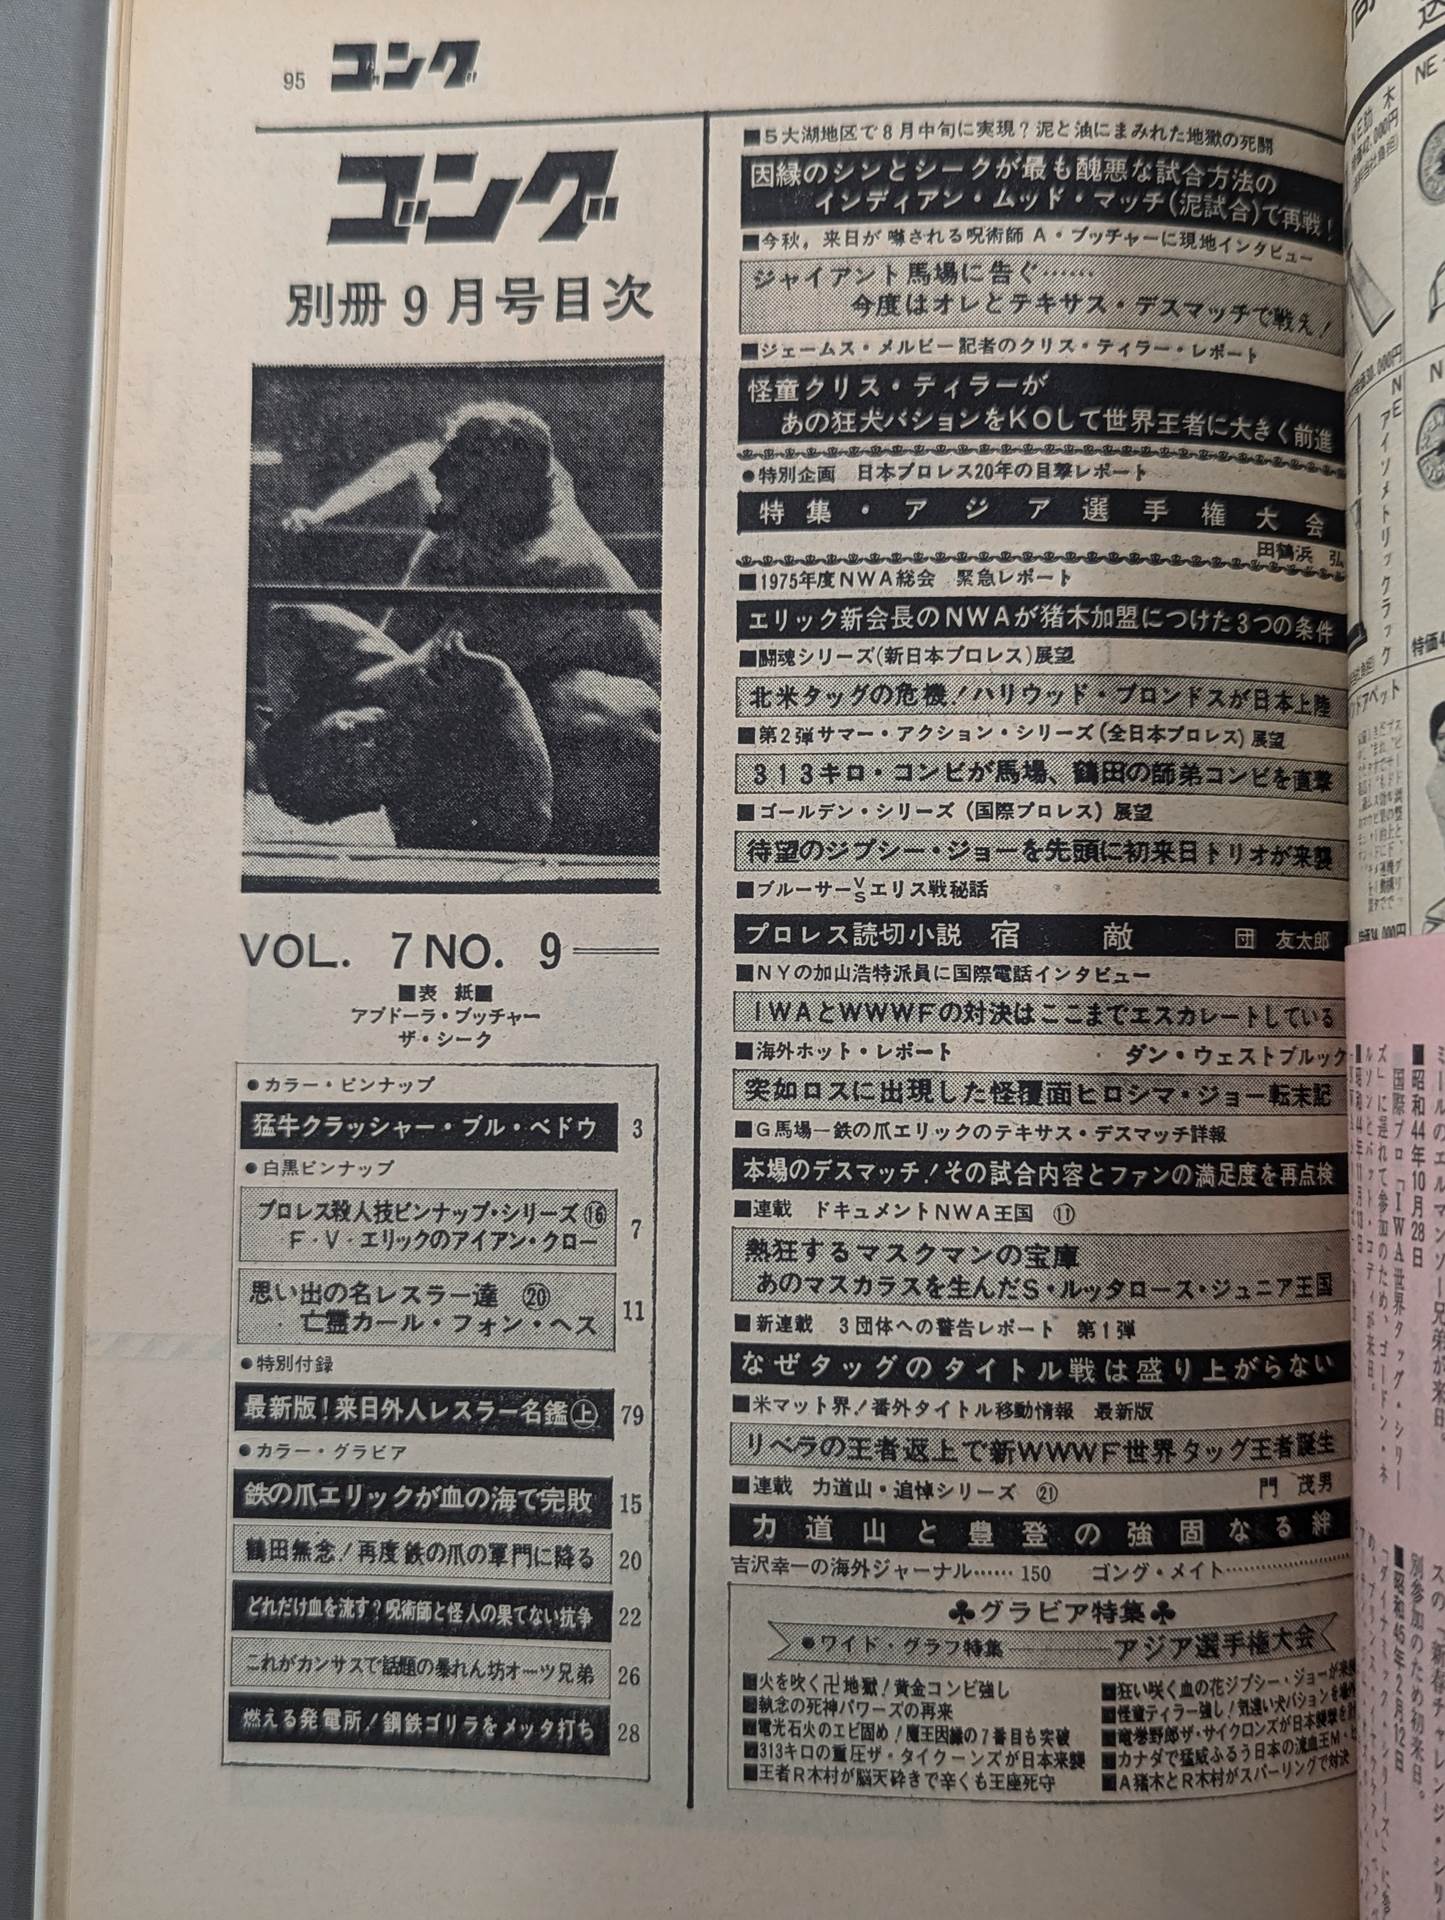 95 ゴング
ゴング
別冊9月号目次
VOL. 7 NO. 9
■表 紙■
アブドーラ・ブッチャー
ザ・シーク
●カラー・ピンナップ
猛牛クラッシャー・ブル・ベドウ 3
●白黒ピンナップ
プロレス殺人技ピンナップ・シリーズ⑯
F・V・エリックのアイアン・クロー 7
思い出の名レスラー達 ⑳
亡霊カール・フォン・ヘス 11
●特別付録
最新版!来日外人レスラー名鑑㊤ 79
●カラー・グラビア
鉄の爪エリックが血の海で完敗 15
鶴田無念!再度鉄の爪の軍門に降る 20
どれだけ血を流す?呪術師と怪人の果てない抗争 22
これがカンサスで話題の暴れん坊オーツ兄弟 26
燃える発電所!鋼鉄ゴリラをメッタ打ち 28
■5大湖地区で8月中旬に実現?泥と油にまみれた地獄の死闘
因縁のシンとシークが最も醜悪な試合方法の
インディアン・ムッド・マッチ(泥試合)で再戦!
■今秋,来日が噂される呪術師 A・ブッチャーに現地インタビュー
ジャイアント馬場に告ぐ……
今度はオレとテキサス・デスマッチで戦え!
■ジェームス・メルビー記者のクリス・テイラー・レポート
怪童クリス・テイラーが
あの狂犬バションをKOして世界王者に大きく前進
●特別企画 日本プロレス20年の目撃レポート
特集・アジア選手権大会
田鶴浜 弘
■1975年度NWA総会 緊急レポート
エリック新会長のNWAが猪木加盟につけた3つの条件
■闘魂シリーズ(新日本プロレス)展望
北米タッグの危機!ハリウッド・ブロンドスが日本上陸
■第2弾サマー・アクション・シリーズ(全日本プロレス)展望
313キロ・コンビが馬場、鶴田の師弟コンビを直撃
■ゴールデン・シリーズ(国際プロレス)展望
待望のジプシー・ジョーを先頭に初来日トリオが来襲
■ブルーサーVSエリス戦秘話
プロレス読切小説 宿敵 団 友太郎
■NYの加山浩特派員に国際電話インタビュー
IWAとWWWFの対決はここまでエスカレートしている
■海外ホット・レポート ダン・ウェストブルック
突如ロスに出現した怪覆面ヒロシマ・ジョー転末記
■G馬場―鉄の爪エリックのテキサス・デスマッチ詳報
本場のデスマッチ!その試合内容とファンの満足度を再点検
■連載 ドキュメントNWA王国 ⑪
熱狂するマスクマンの宝庫
あのマスカラスを生んだS・ルッタロース・ジュニア王国
■新連載 3団体への警告レポート 第1弾
なぜタッグのタイトル戦は盛り上がらない
■米マット界!番外タイトル移動情報 最新版
リベラの王者返上で新WWWF世界タッグ王者誕生
■連載 力道山・追悼シリーズ ㉑ 門 茂男
力道山と豊登の強固なる絆
吉沢幸一の海外ジャーナル……150 ゴング・メイト…………
♣グラビア特集♣
●ワイド・グラフ特集――アジア選手権大会
■火を吹く卍地獄!黄金コンビ強し
■執念の死神パワーズの再来
■電光石火のエビ固め!魔王因縁の7番目も突破
■313キロの重圧ザ・タイクーンズが日本来襲
■王者R木村が脳天砕きで辛くも王座死守
■狂い咲く血の花ジプシー・ジョーが来襲
■怪童テイラー強し!気違い犬バションを
■竜巻野郎ザ・サイクロンズが日本襲撃を
■カナダで猛威ふるう日本の流血王M・
■A猪木とR木村がスパーリングで対決